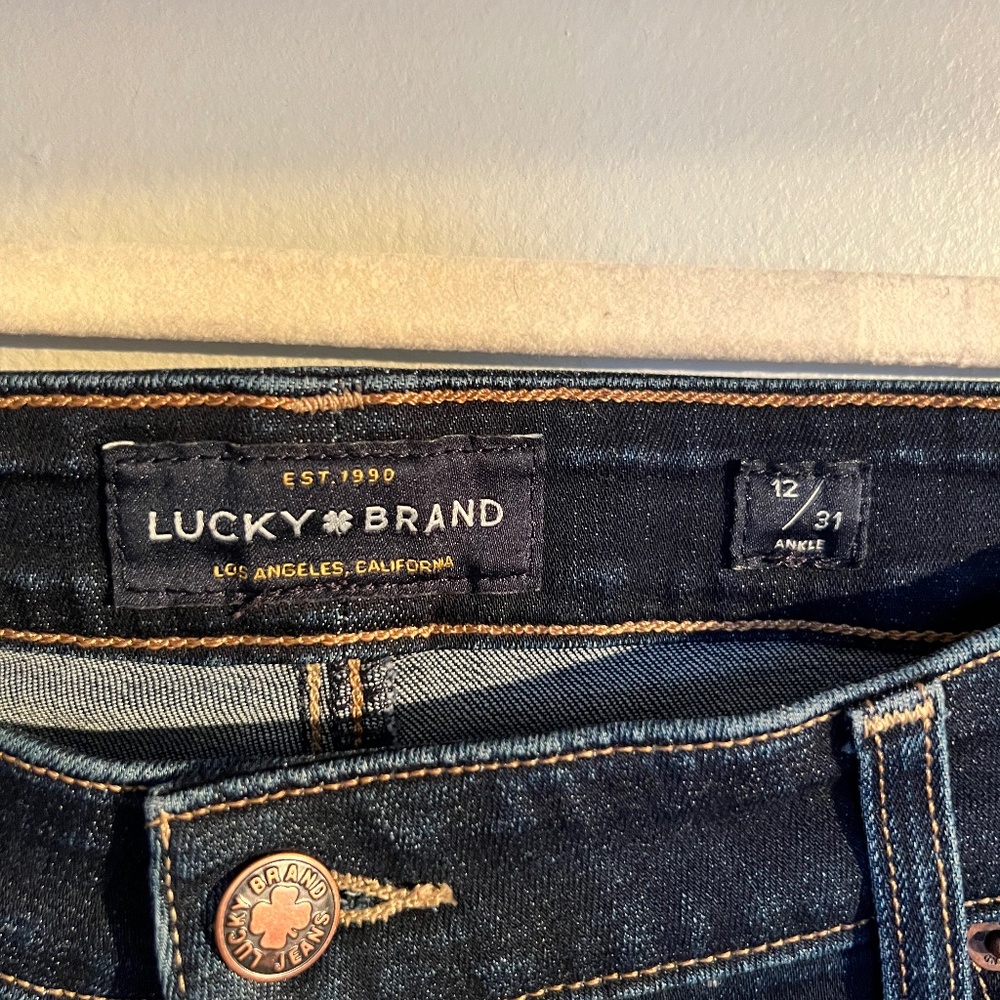 EST. 1990
LUCKY BRAND
LOS ANGELES, CALIFORNIA
12/31
ANKLE
LUCKY BRAND
JEANS